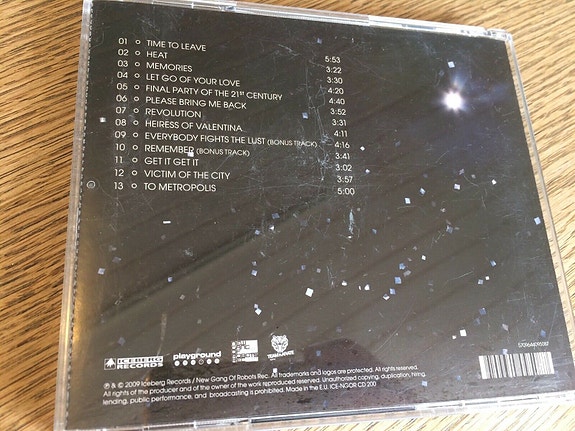 01 TIME TO LEAVE 5:53
02 HEAT 3:22
03 MEMORIES 3:30
04 LET GO OF YOUR LOVE 4:20
05 FINAL PARTY OF THE 21ST CENTURY 4:40
06 PLEASE BRING ME BACK 3:52
07 REVOLUTION 3:31
08 HEIRESS OF VALENTINA 4:11
09 EVERYBODY FIGHTS THE LUST (BONUS TRACK) 4:16
10 REMEMBER (BONUS TRACK) 3:41
11 GET IT GET IT 3:02
12 VICTIM OF THE CITY 3:57
13 TO METROPOLIS 5:00
ICEBERG RECORDS
playground
℗ & © 2009 Iceberg Records / New Gang Of Robots Rec. All trademarks and logos are protected. All rights reserved.
All rights of the producer and of the owner of the work reproduced reserved. Unauthorized copying, duplication, hiring,
lending, public performance, and broadcasting is prohibited. Made in the E.U. ICE-NGOR CD 200